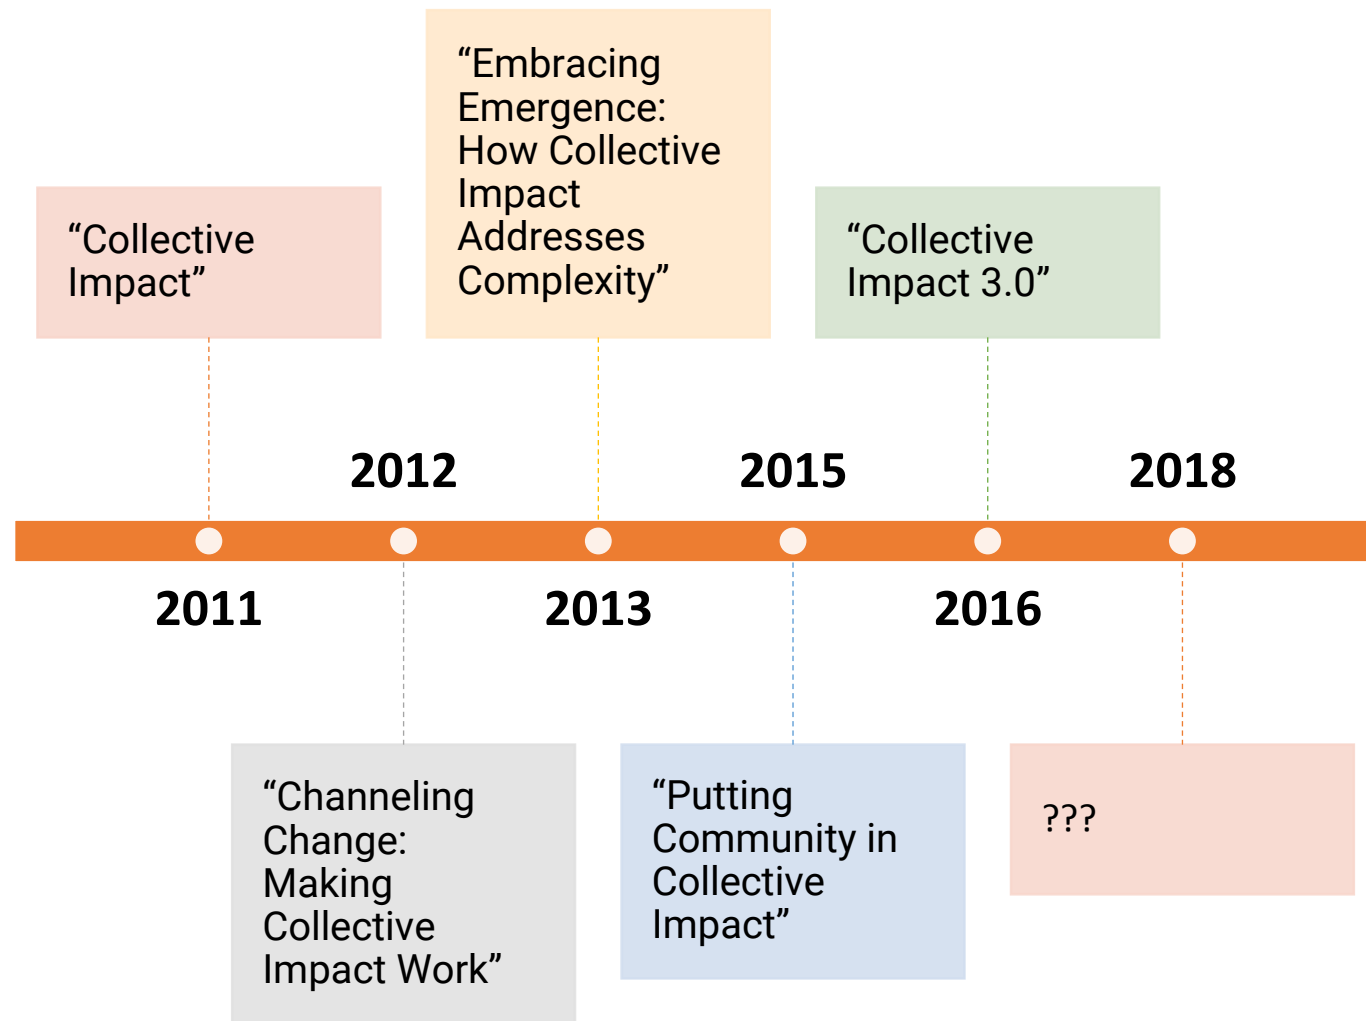 “Embracing
Emergence:
How Collective
Impact
Addresses
Complexity”
“Collective
Impact”
“Collective
Impact 3.0”
2012
2015
2018
2011
2013
2016
“Channeling
Change:
Making
Collective
Impact Work”
“Putting
Community in
Collective
Impact”
???